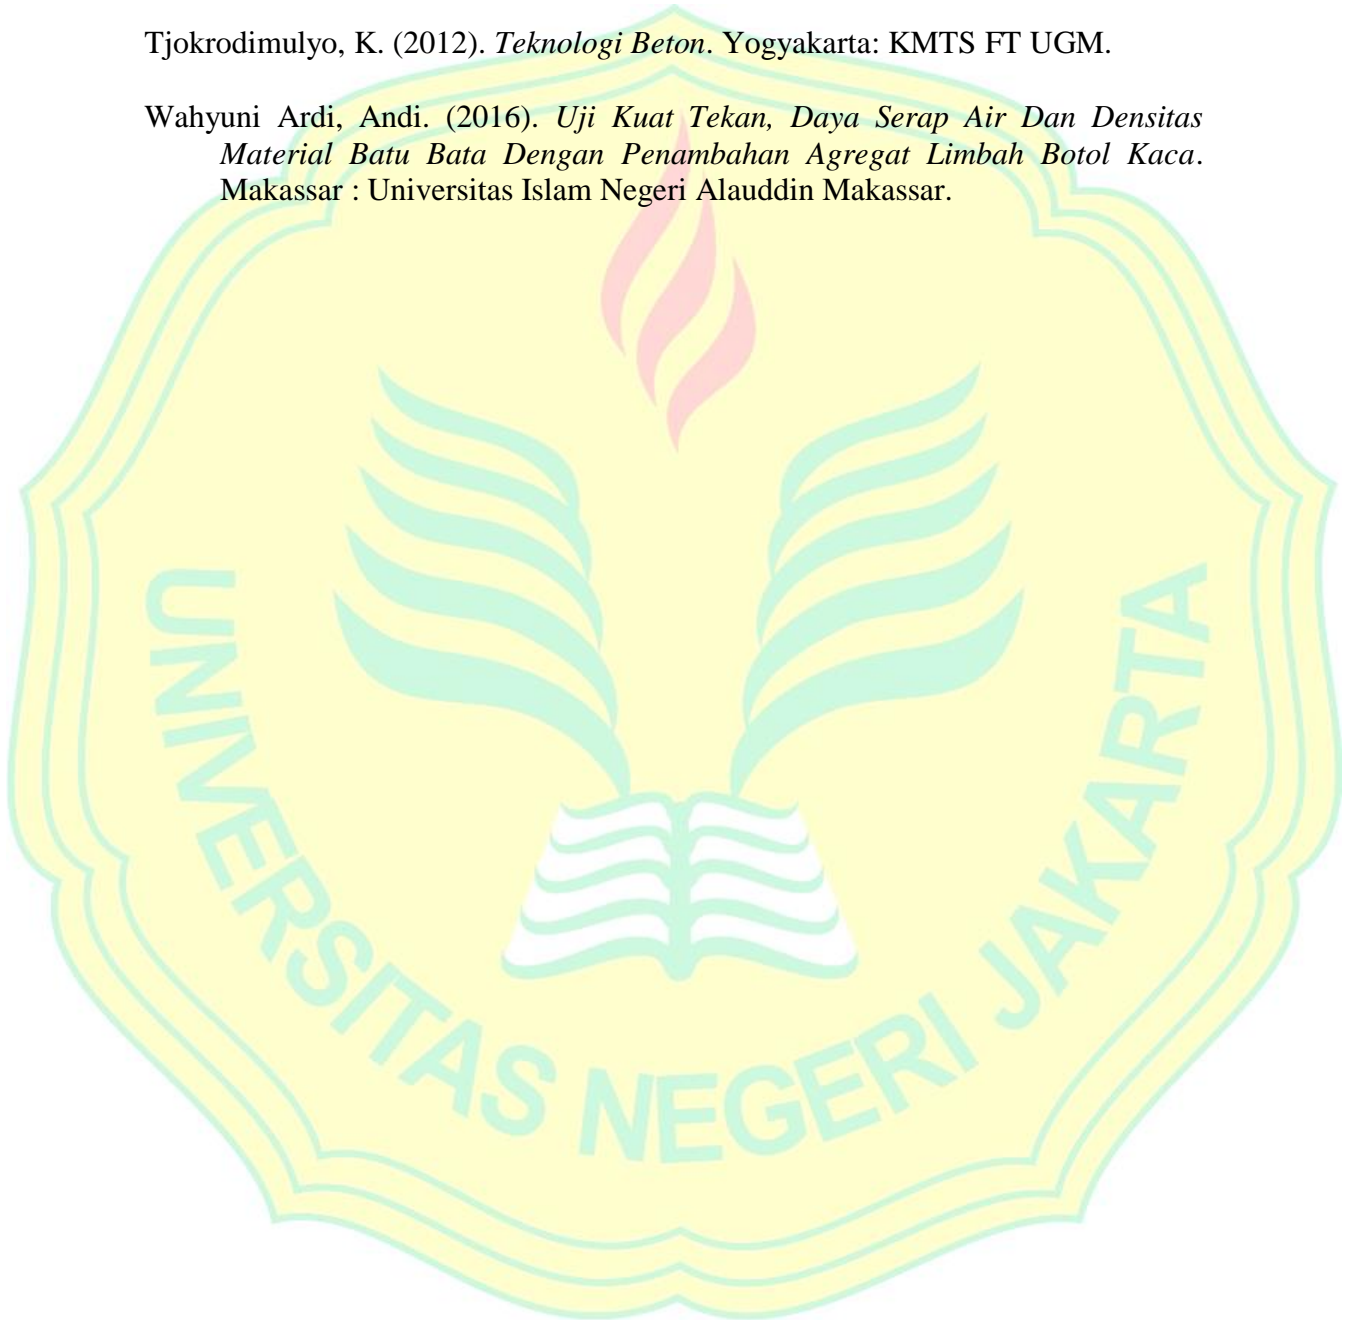 Tjokrodimulyo, K. (2012). Teknologi Beton. Yogyakarta: KMTS FT UGM.
Wahyuni Ardi, Andi. (2016). Uji Kuat Tekan, Daya Serap Air Dan Densitas
Material Batu Bata Dengan Penambahan Agregat Limbah Botol Kaca.
Makassar : Universitas Islam Negeri Alauddin Makassar.
UNIVERSITAS NEGERI JAKARTA